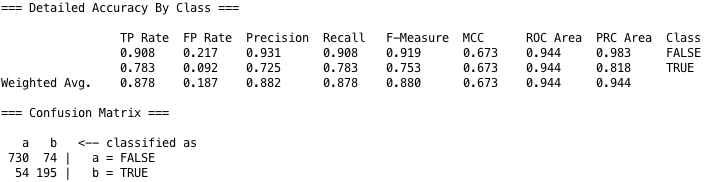 === Detailed Accuracy By Class ===
TP Rate FP Rate Precision Recall F-Measure MCC ROC Area PRC Area Class
0.908 0.217 0.931 0.908 0.919 0.673 0.944 0.983 FALSE
0.783 0.092 0.725 0.783 0.753 0.673 0.944 0.818 TRUE
Weighted Avg. 0.878 0.187 0.882 0.878 0.880 0.673 0.944 0.944
=== Confusion Matrix ===
a b <-- classified as
730 74 | a = FALSE
54 195 | b = TRUE